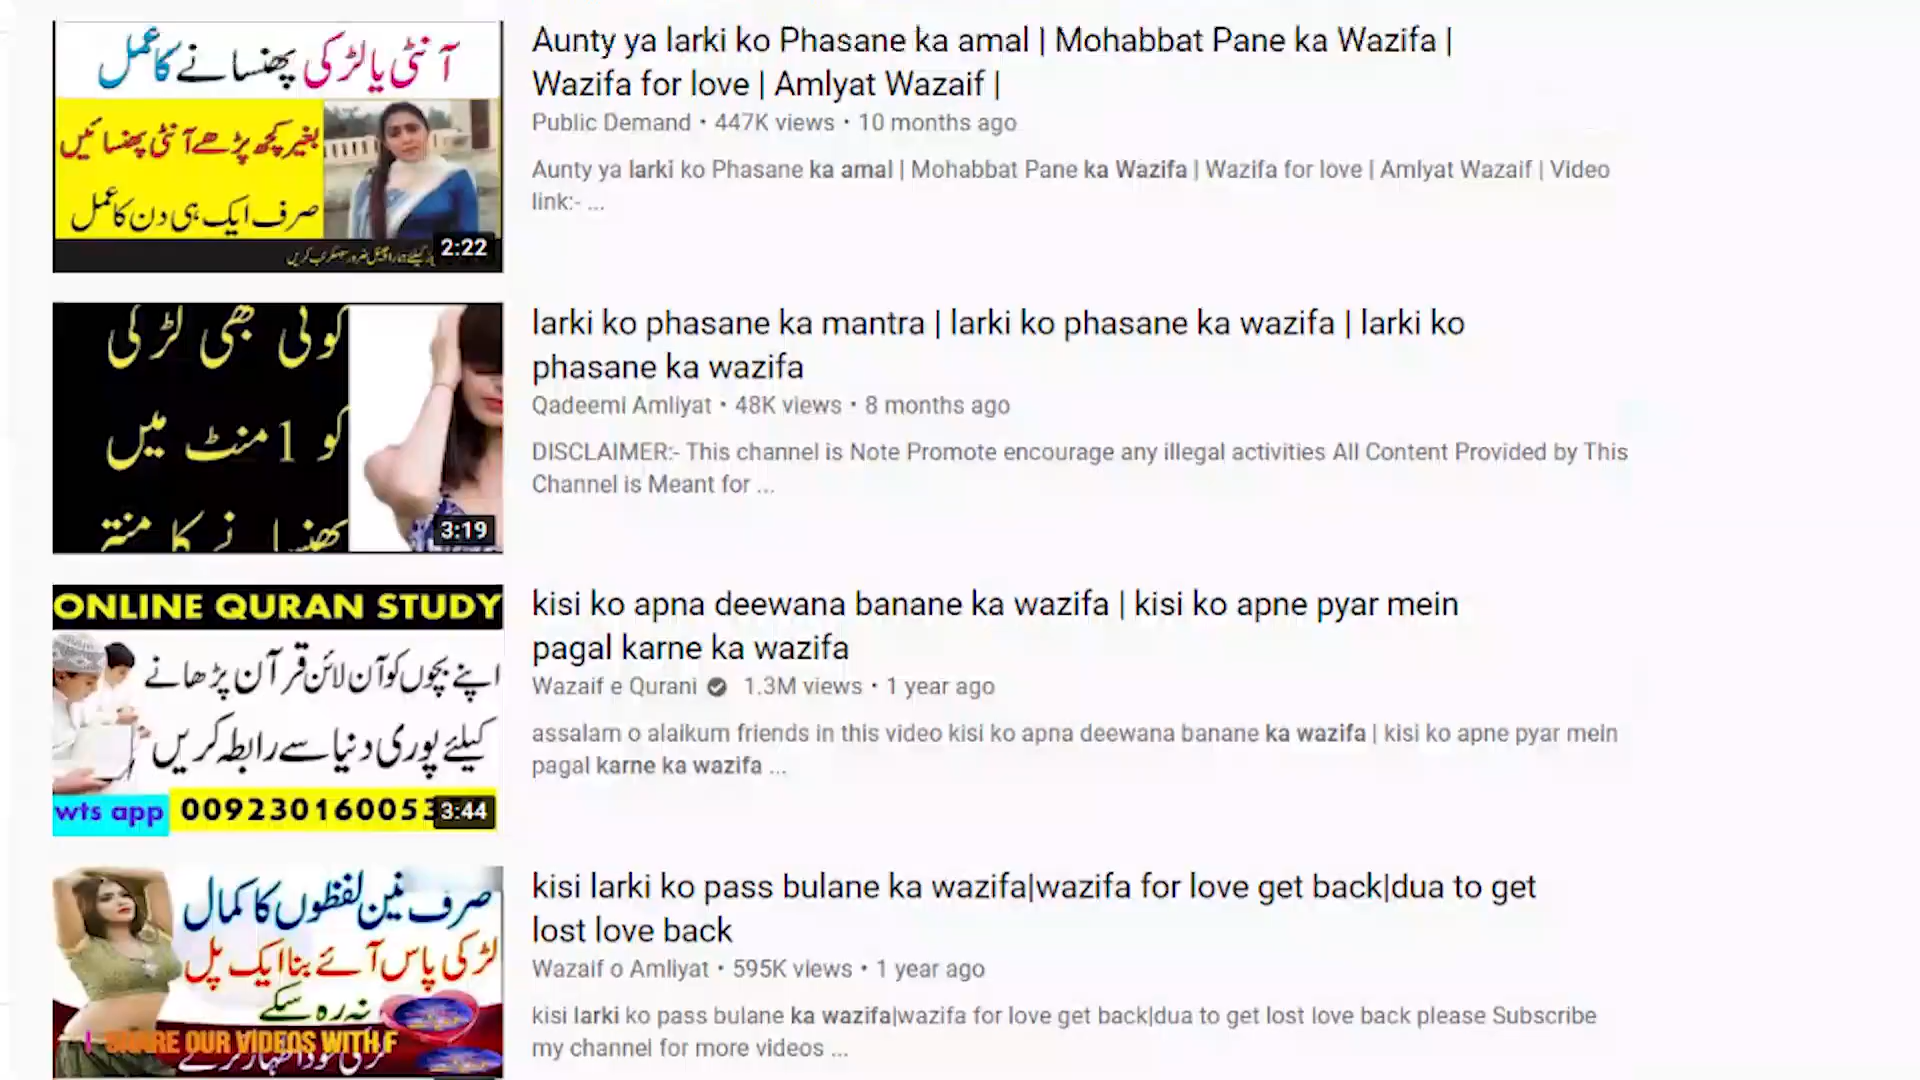 آنٹی یا لڑکی پھنسانے کا عمل
بغیر کچھ پڑھے آنٹی پھنسائیں
صرف ایک ہی دن کا عمل
2:22
Aunty ya larki ko Phasane ka amal | Mohabbat Pane ka Wazifa |
Wazifa for love | Amlyat Wazaif |
Public Demand • 447K views • 10 months ago
Aunty ya larki ko Phasane ka amal | Mohabbat Pane ka Wazifa | Wazifa for love | Amlyat Wazaif | Video
link:- ...
کوئی بھی لڑکی
کو 1 منٹ میں
پھنسانے کا منتر
3:19
larki ko phasane ka mantra | larki ko phasane ka wazifa | larki ko
phasane ka wazifa
Qadeemi Amliyat • 48K views • 8 months ago
DISCLAIMER:- This channel is Note Promote encourage any illegal activities All Content Provided by This
Channel is Meant for ...
ONLINE QURAN STUDY
اپنے بچوں کو آن لائن قرآن پڑھانے
کیلئے پوری دنیا سے رابطہ کریں
wts app 009230160053
3:44
kisi ko apna deewana banane ka wazifa | kisi ko apne pyar mein
pagal karne ka wazifa
Wazaif e Qurani 1.3M views • 1 year ago
assalam o alaikum friends in this video kisi ko apna deewana banane ka wazifa | kisi ko apne pyar mein
pagal karne ka wazifa ...
صرف تین لفظوں کا کمال
لڑکی پاس آئے بنا ایک پل
نہ رہ سکے
SHARE OUR VIDEOS WITH F
kisi larki ko pass bulane ka wazifa|wazifa for love get back|dua to get
lost love back
Wazaif o Amliyat • 595K views • 1 year ago
kisi larki ko pass bulane ka wazifa|wazifa for love get back|dua to get lost love back please Subscribe
my channel for more videos ...